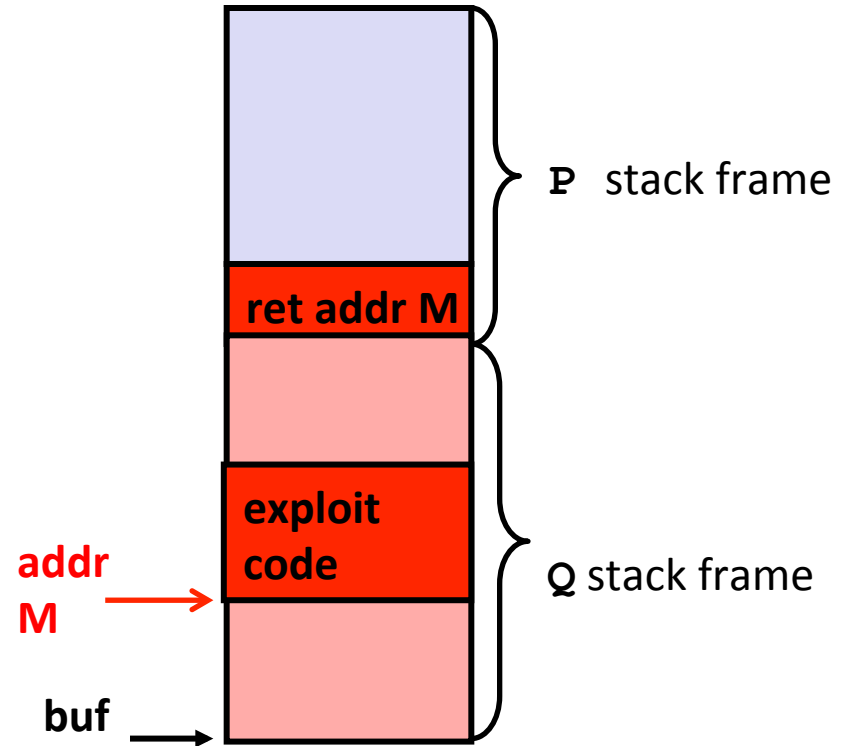 P stack frame
ret addr M
exploit
code
addr
M
Q stack frame
buf